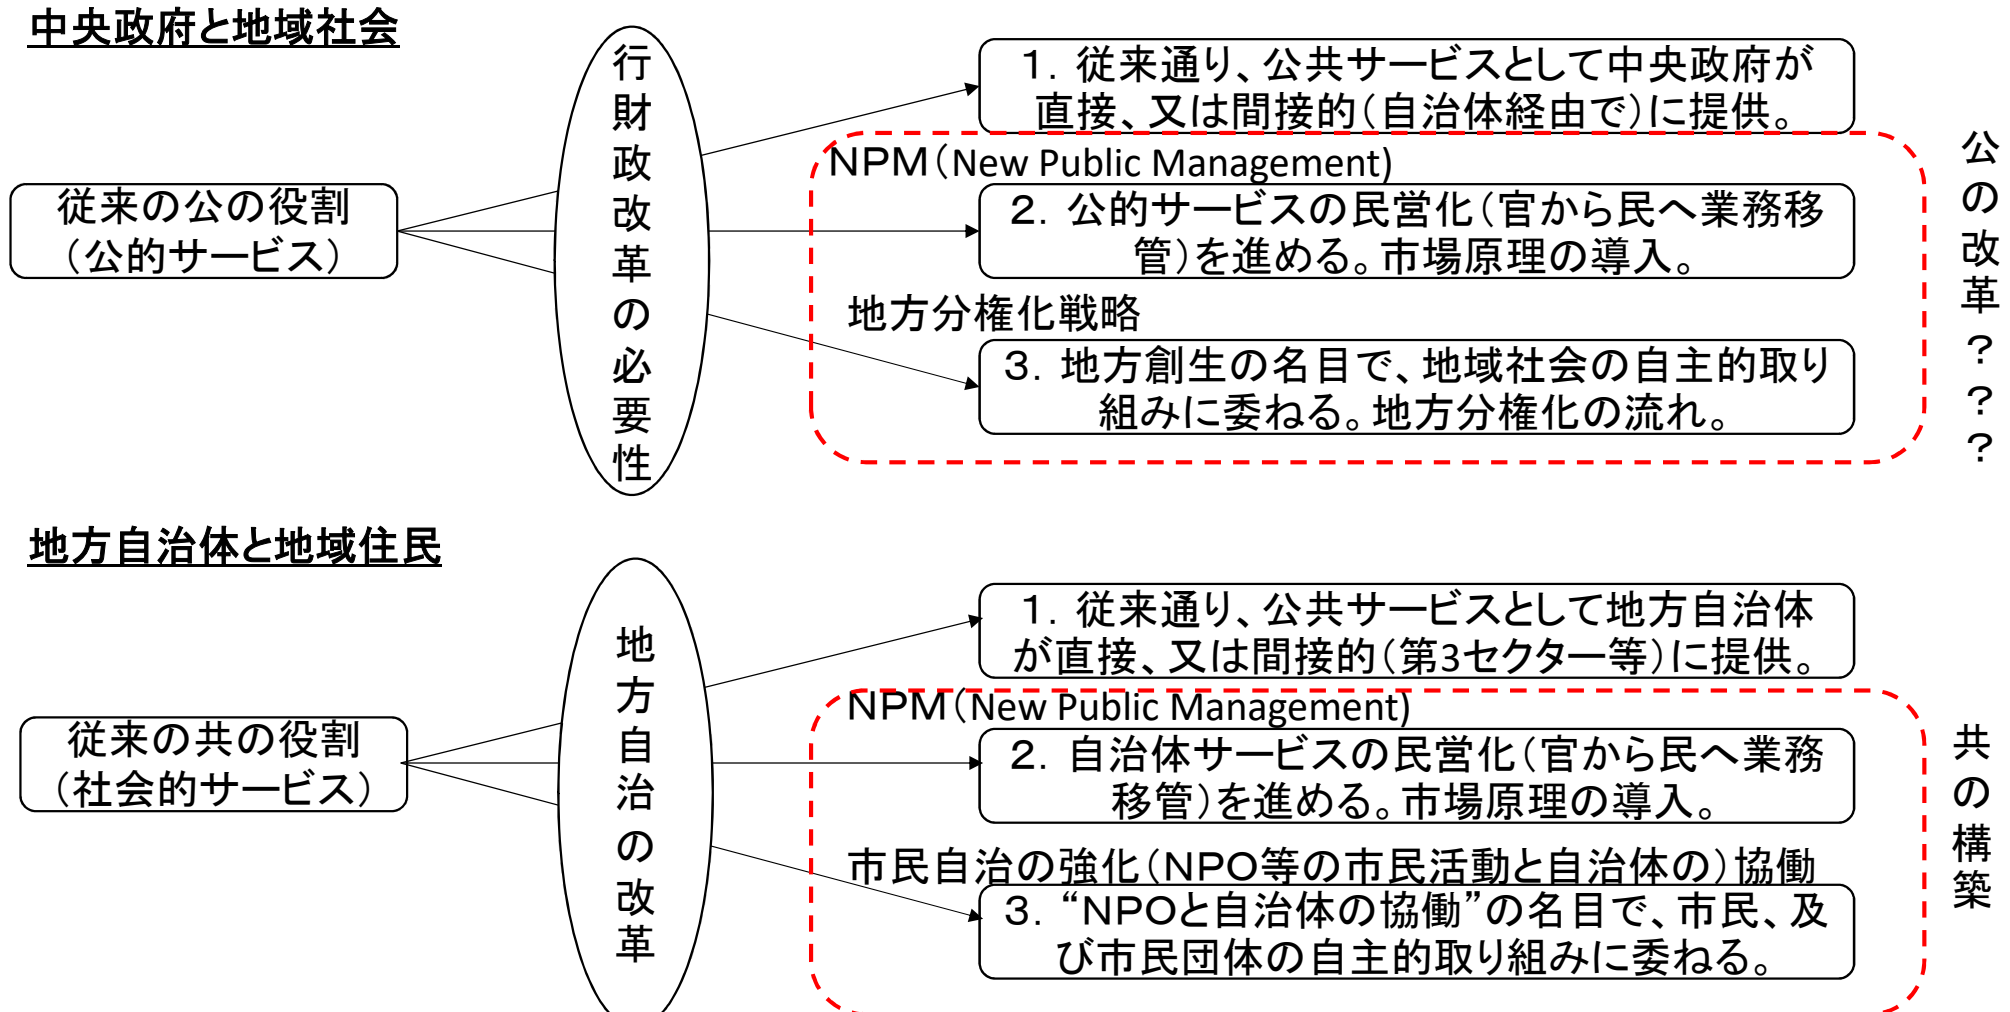 中央政府と地域社会
従来の公の役割
（公的サービス）
行財政改革の必要性
１．従来通り、公共サービスとして中央政府が
直接、又は間接的（自治体経由で）に提供。
ＮＰＭ（New Public Management）
２．公的サービスの民営化（官から民へ業務移
管）を進める。市場原理の導入。
地方分権化戦略
３．地方創生の名目で、地域社会の自主的取り
組みに委ねる。地方分権化の流れ。
公の改革？？？
地方自治体と地域住民
従来の共の役割
（社会的サービス）
地方自治の改革
１．従来通り、公共サービスとして地方自治体
が直接、又は間接的（第3セクター等）に提供。
ＮＰＭ（New Public Management）
２．自治体サービスの民営化（官から民へ業務
移管）を進める。市場原理の導入。
市民自治の強化（ＮＰＯ等の市民活動と自治体の）協働
３．“ＮＰＯと自治体の協働”の名目で、市民、及
び市民団体の自主的取り組みに委ねる。
共の構築